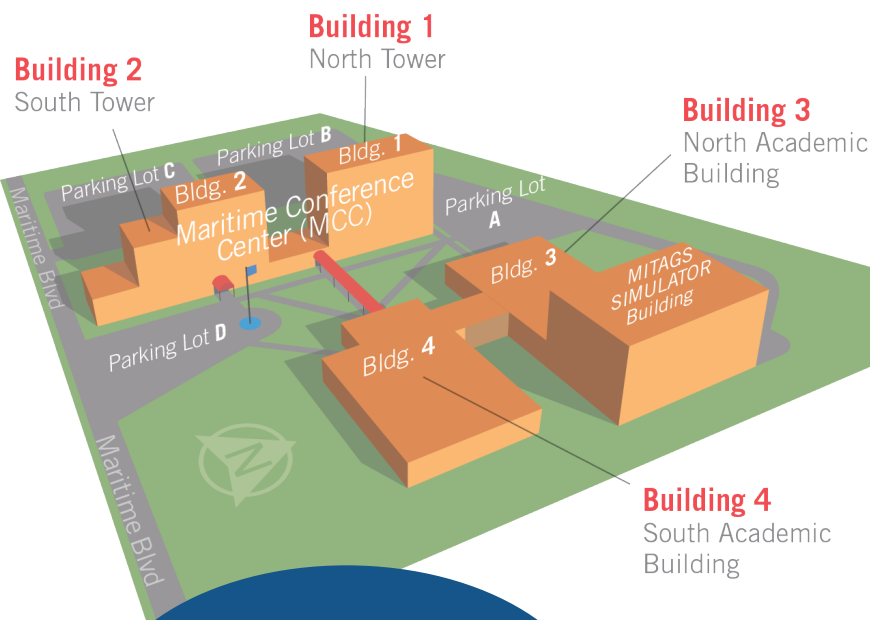 Building 1
North Tower
Building 2
South Tower
Building 3
North Academic
Building
Parking Lot B
Bldg. 1
Parking Lot C
Bldg. 2
Maritime Conference
Center (MCC)
Parking Lot
A
Maritime Blvd
Bldg. 3
MITAGS
SIMULATOR
Building
Parking Lot D
Bldg. 4
N
Maritime Blvd
Building 4
South Academic
Building